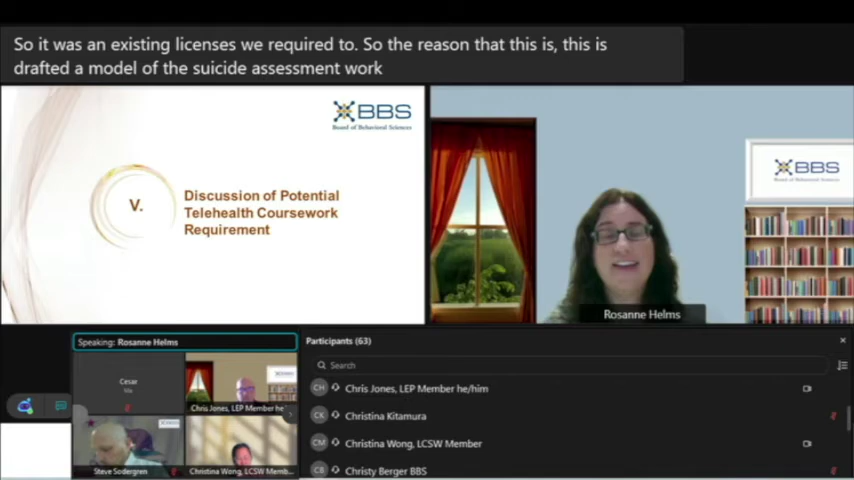 So it was an existing licenses we required to. So the reason that this is, this is
drafted a model of the suicide assessment work
BBS
Board of Behavioral Sciences
V.
Discussion of Potential
Telehealth Coursework
Requirement
BBS
Board of Behavioral Sciences
Rosanne Helms
Speaking: Rosanne Helms
Participants (63)
Search
Cesar
Chris Jones, LEP Member he/
Steve Sodergren
Christina Wong, LCSW Memb...
CH Chris Jones, LEP Member he/him
CK Christina Kitamura
CM Christina Wong, LCSW Member
CB Christy Berger BBS